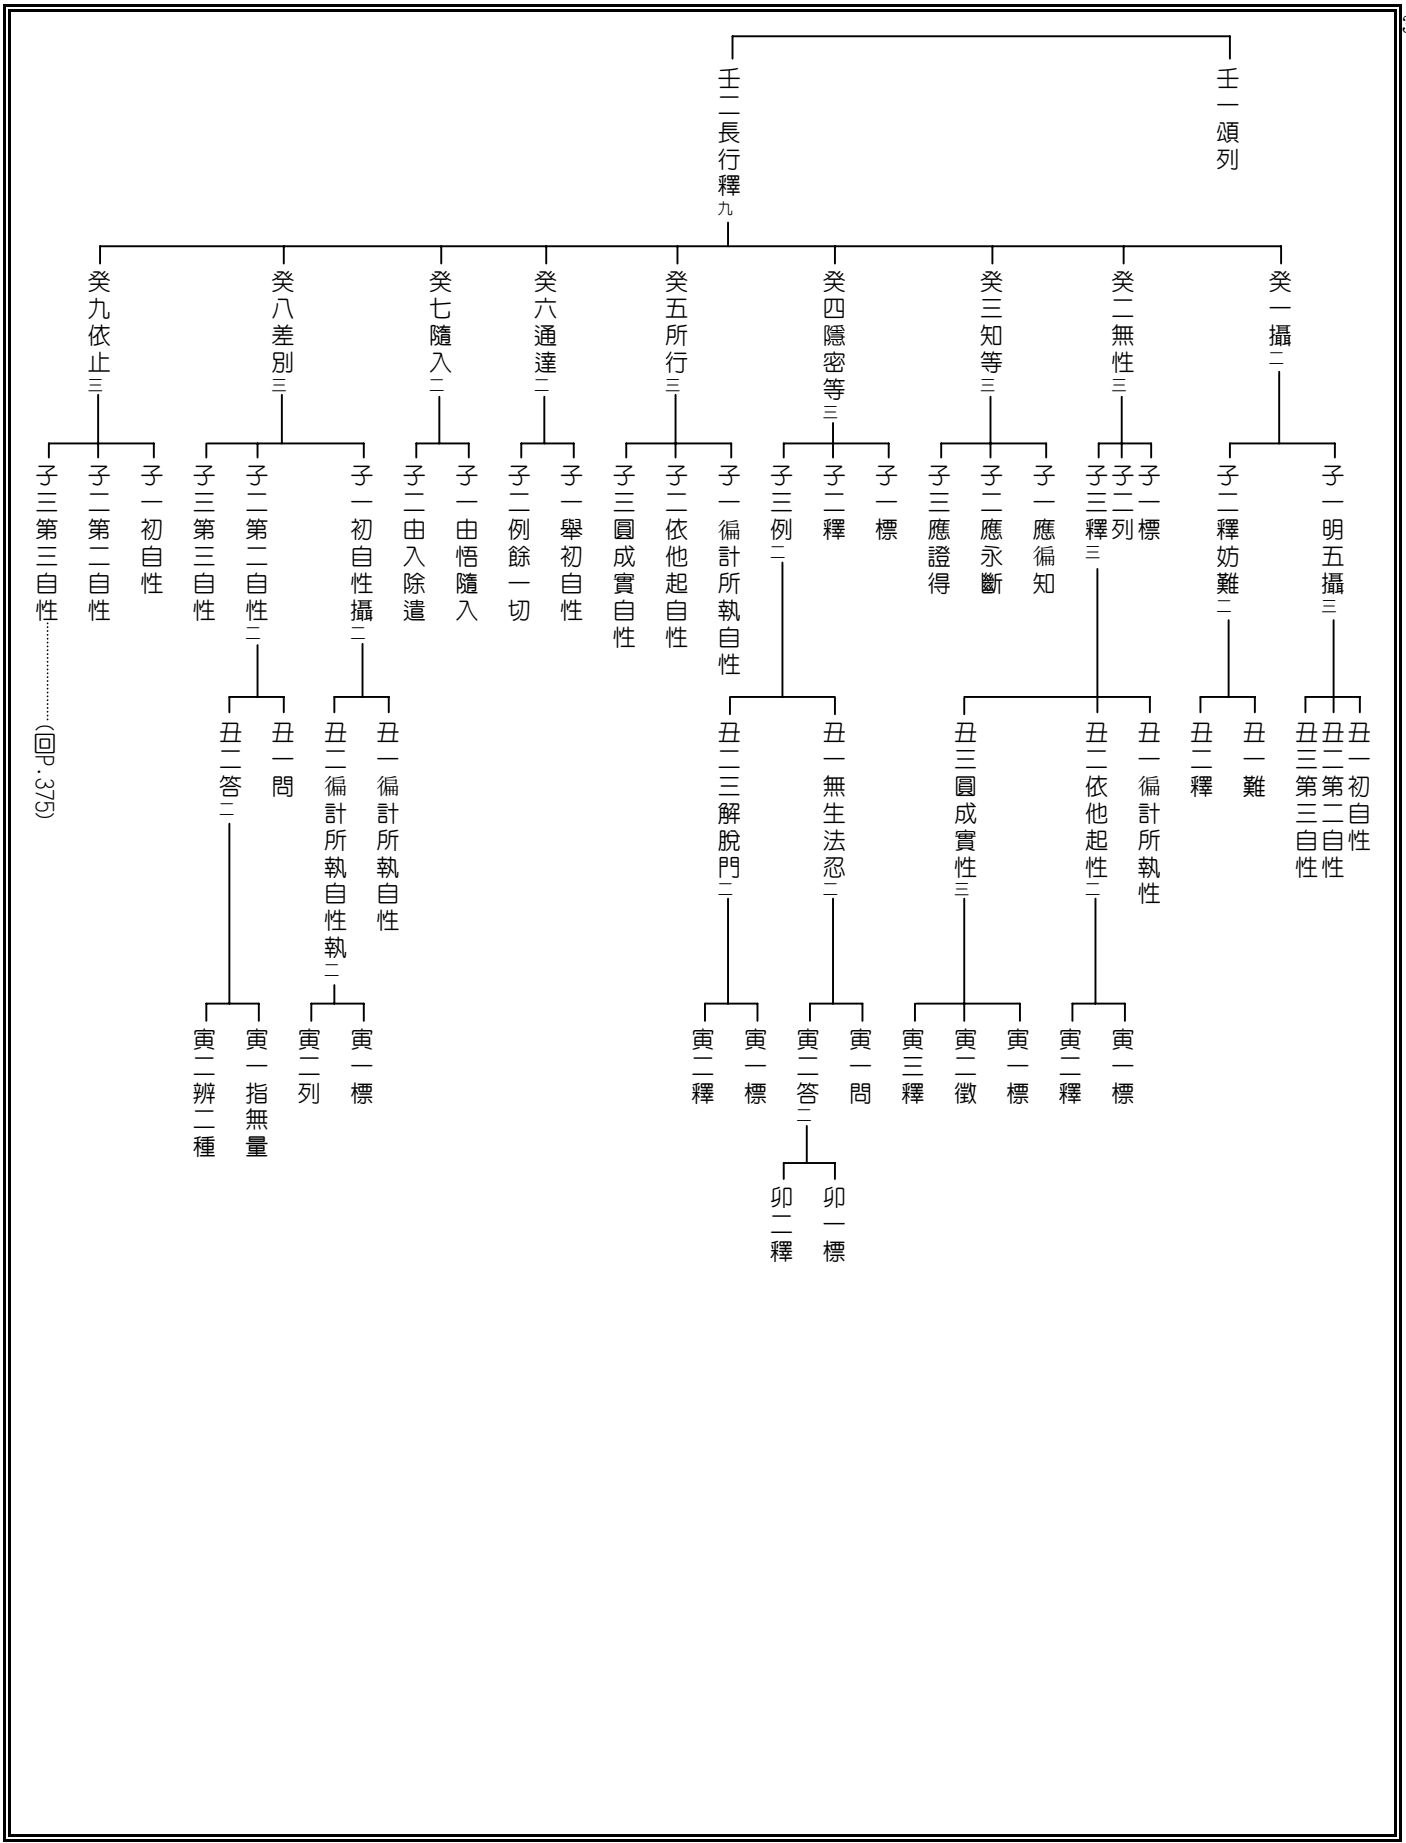 壬一頌列
壬二長行釋九
癸一攝二
癸二無性三
癸三知等三
癸四隱密等三
癸五所行三
癸六通達二
癸七隨入二
癸八差別三
癸九依止三
子一明五攝三
子二釋妨難二
子一標
子二列
子三釋三
子一應徧知
子二應永斷
子三應證得
子一標
子二釋
子三例二
子一徧計所執自性
子二依他起自性
子三圓成實自性
子一舉初自性
子二例餘一切
子一由悟隨入
子二由入除遣
子一初自性攝二
子二第二自性二
子三第三自性
子一初自性
子二第二自性
子三第三自性…………(回P.375)
丑一初自性
丑二第二自性
丑三第三自性
丑一難
丑二釋
丑一徧計所執性
丑二依他起性二
丑三圓成實性三
丑一無生法忍二
丑二三解脫門二
丑一徧計所執自性
丑二徧計所執自性執二
丑一問
丑二答二
寅一標
寅二釋
寅一標
寅二徵
寅三釋
寅一問
寅二答二
寅一標
寅二釋
寅一標
寅二列
寅一指無量
寅二辨二種
卯一標
卯二釋